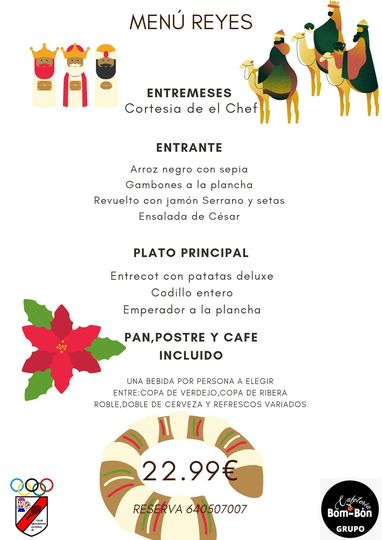 MENÚ REYES
ENTREMESES
Cortesia de el Chef
ENTRANTE
Arroz negro con sepia
Gambones a la plancha
Revuelto con jamón Serrano y setas
Ensalada de César
PLATO PRINCIPAL
Entrecot con patatas deluxe
Codillo entero
Emperador a la plancha
PAN,POSTRE Y CAFE
INCLUIDO
UNA BEBIDA POR PERSONA A ELEGIR
ENTRE:COPA DE VERDEJO,COPA DE RIBERA
ROBLE,DOBLE DE CERVEZA Y REFRESCOS VARIADOS
22.99€
RESERVA 640507007
Cafetería
Bôm-Bôn
GRUPO